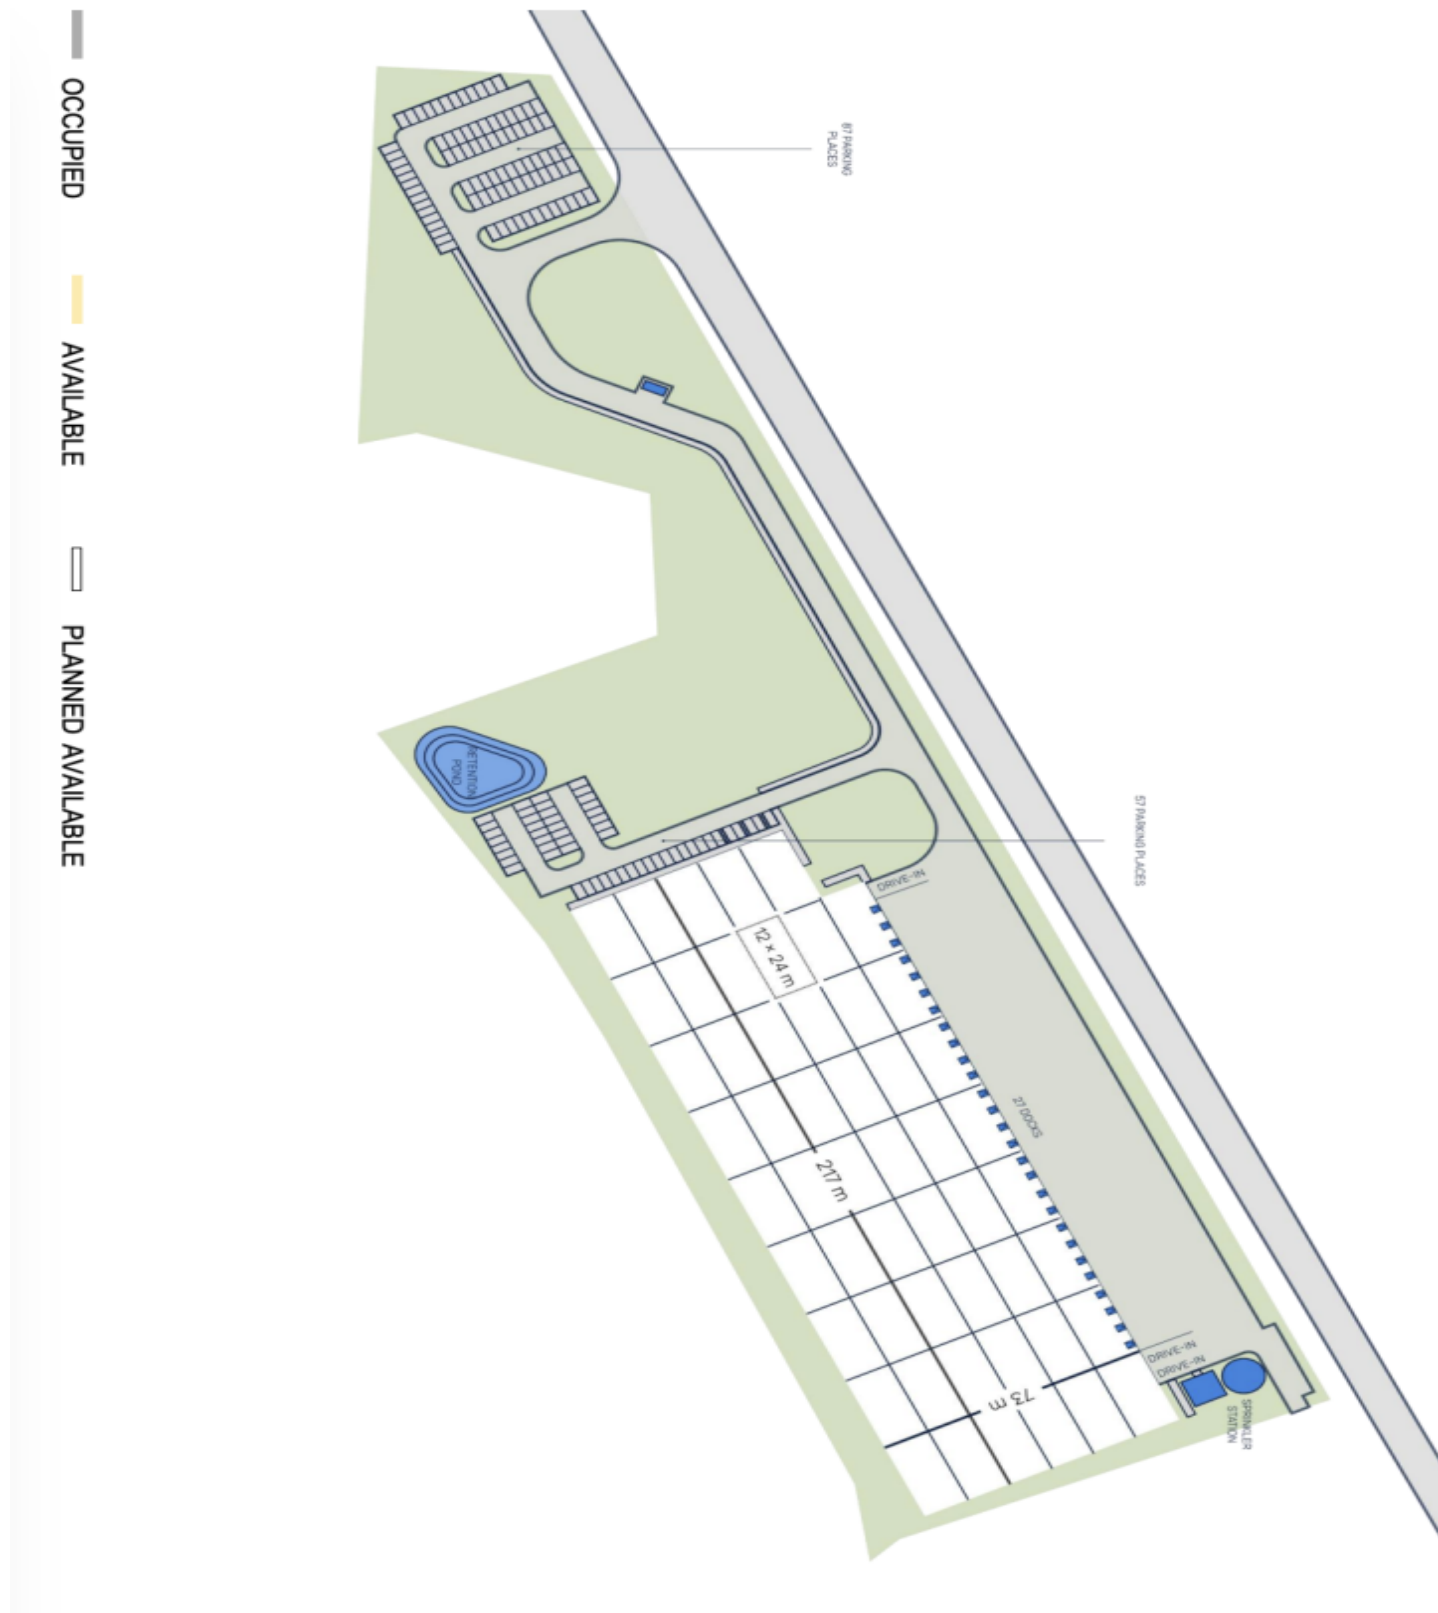 OCCUPIED
AVAILABLE
PLANNED AVAILABLE
87 PARKING
PLACES
57 PARKING PLACES
RETENTION
POND
DRIVE-IN
12 x 24 m
27 DOCKS
217 m
73 m
DRIVE-IN
DRIVE-IN
SPRINKLER
STATION